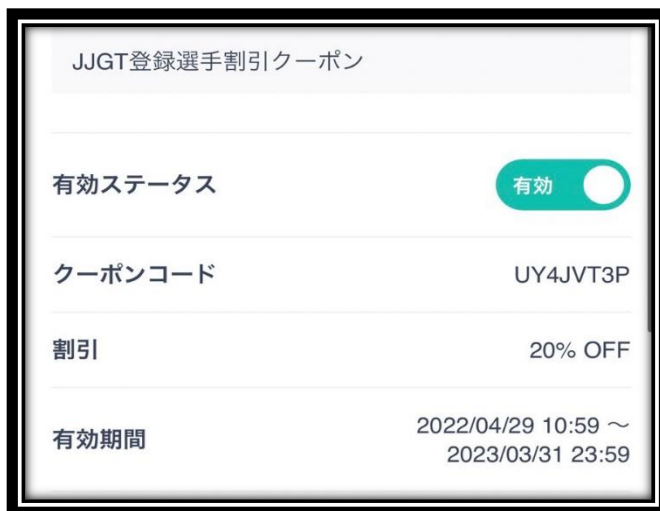 JJGT登録選手割引クーポン
有効ステータス 有効
クーポンコード UY4JVT3P
割引 20% OFF
有効期間 2022/04/29 10:59 ～
2023/03/31 23:59